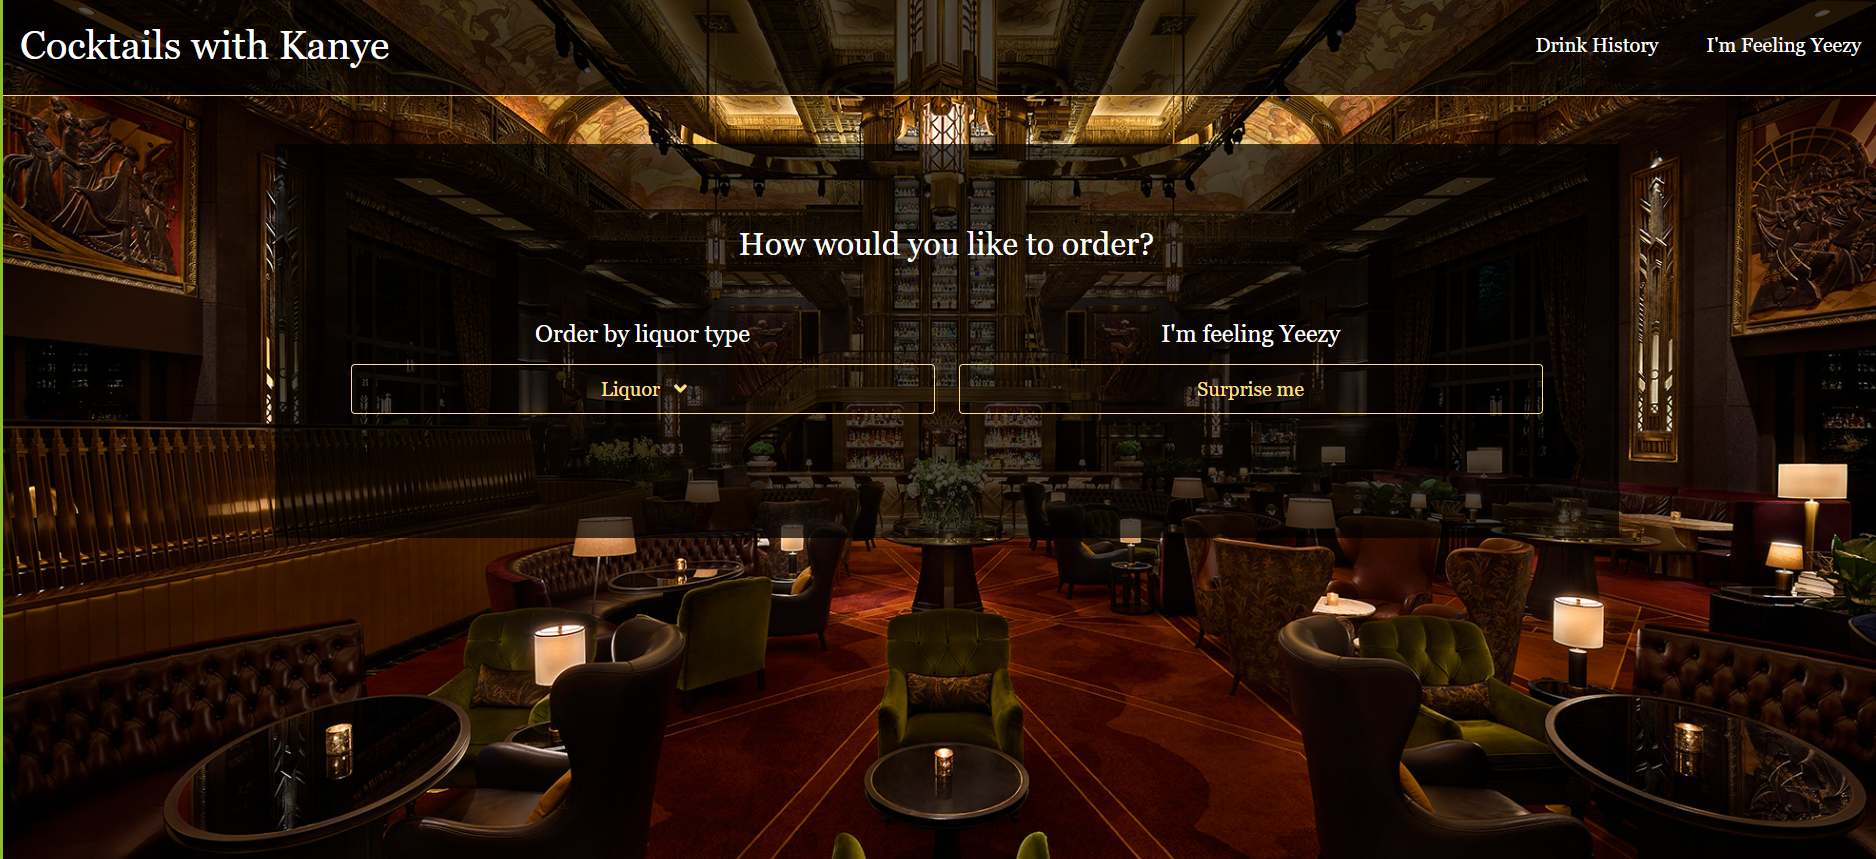 Cocktails with Kanye
Drink History
I'm Feeling Yeezy
How would you like to order?
Order by liquor type
Liquor
I'm feeling Yeezy
Surprise me